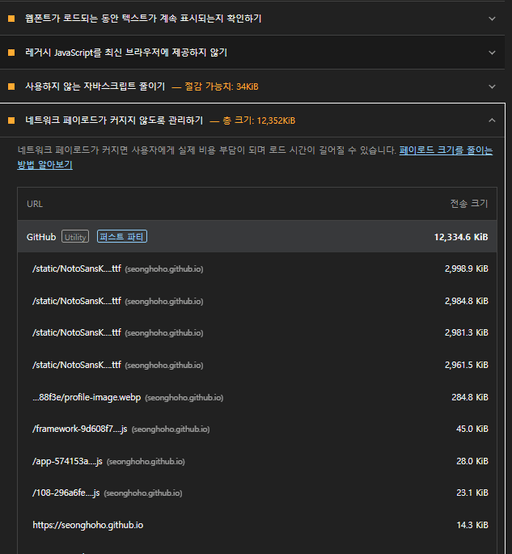 웹폰트가 로드되는 동안 텍스트가 계속 표시되는지 확인하기
레거시 JavaScript를 최신 브라우저에 제공하지 않기
사용하지 않는 자바스크립트 줄이기 — 절감 가능치: 34KiB
네트워크 페이로드가 커지지 않도록 관리하기 — 총 크기: 12,352KiB
네트워크 페이로드가 커지면 사용자에게 실제 비용 부담이 되며 로드 시간이 길어질 수 있습니다. 페이로드 크기를 줄이는
방법 알아보기
URL 전송 크기
GitHub Utility 퍼스트 파티 12,334.6 KiB
/static/NotoSansK....ttf (seonghoho.github.io) 2,998.9 KiB
/static/NotoSansK....ttf (seonghoho.github.io) 2,984.8 KiB
/static/NotoSansK....ttf (seonghoho.github.io) 2,981.3 KiB
/static/NotoSansK....ttf (seonghoho.github.io) 2,961.5 KiB
...88f3e/profile-image.webp (seonghoho.github.io) 284.8 KiB
/framework-9d608f7....js (seonghoho.github.io) 45.0 KiB
/app-574153a....js (seonghoho.github.io) 28.0 KiB
/108-296a6fe....js (seonghoho.github.io) 23.1 KiB
https://seonghoho.github.io 14.3 KiB